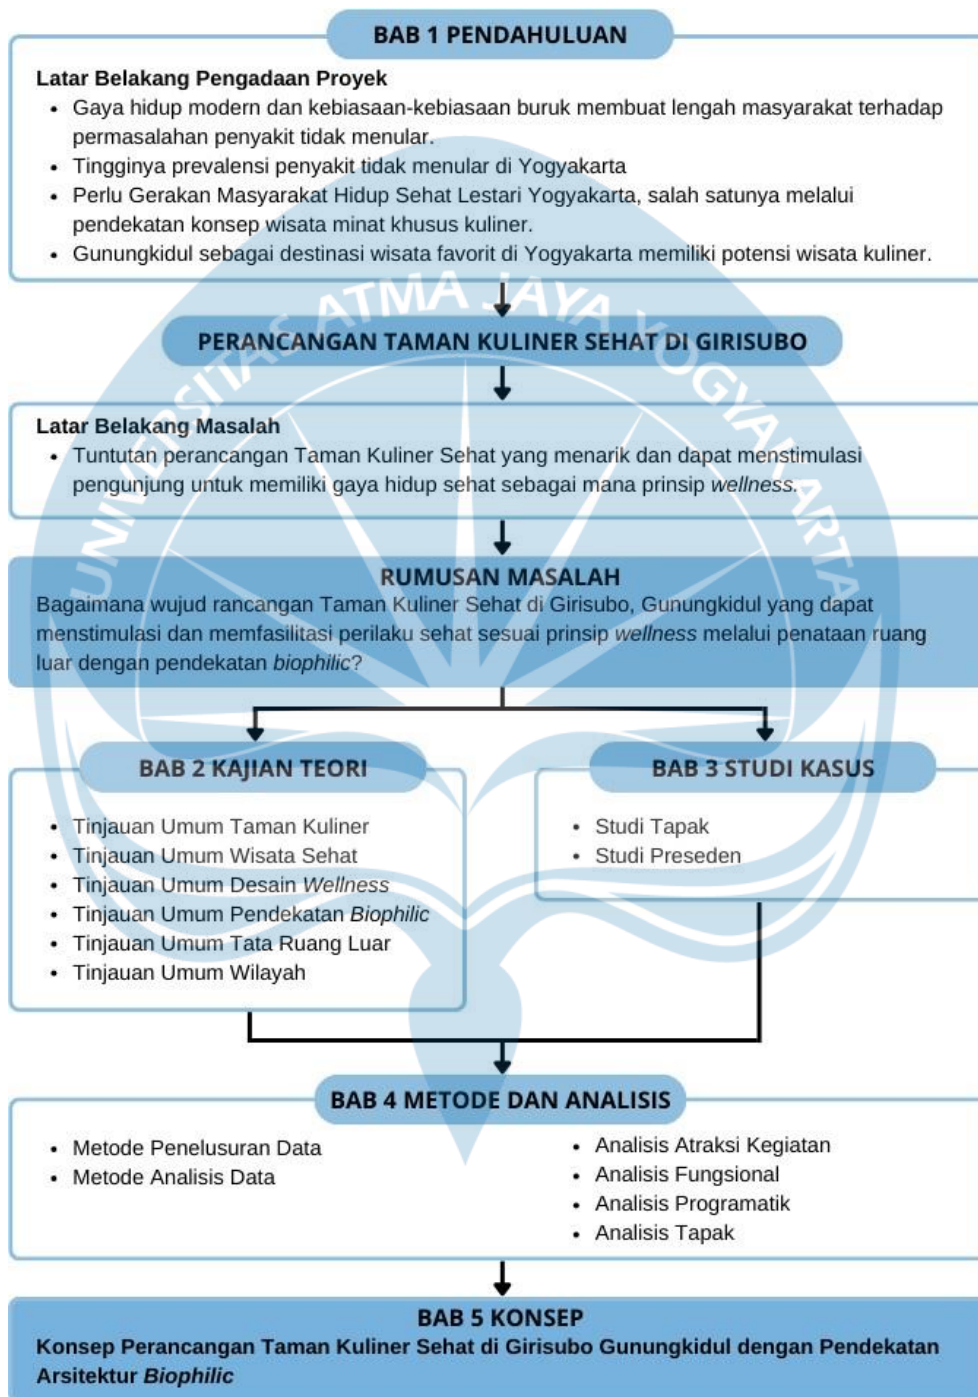 BAB 1 PENDAHULUAN
Latar Belakang Pengadaan Proyek
• Gaya hidup modern dan kebiasaan-kebiasaan buruk membuat lengah masyarakat terhadap
permasalahan penyakit tidak menular.
• Tingginya prevalensi penyakit tidak menular di Yogyakarta
• Perlu Gerakan Masyarakat Hidup Sehat Lestari Yogyakarta, salah satunya melalui
pendekatan konsep wisata minat khusus kuliner.
• Gunungkidul sebagai destinasi wisata favorit di Yogyakarta memiliki potensi wisata kuliner.
UNIVERSITAS ATMA JAYA YOGYAKARTA
PERANCANGAN TAMAN KULINER SEHAT DI GIRISUBO
Latar Belakang Masalah
• Tuntutan perancangan Taman Kuliner Sehat yang menarik dan dapat menstimulasi
pengunjung untuk memiliki gaya hidup sehat sebagai mana prinsip wellness.
RUMUSAN MASALAH
Bagaimana wujud rancangan Taman Kuliner Sehat di Girisubo, Gunungkidul yang dapat
menstimulasi dan memfasilitasi perilaku sehat sesuai prinsip wellness melalui penataan ruang
luar dengan pendekatan biophilic?
BAB 2 KAJIAN TEORI
• Tinjauan Umum Taman Kuliner
• Tinjauan Umum Wisata Sehat
• Tinjauan Umum Desain Wellness
• Tinjauan Umum Pendekatan Biophilic
• Tinjauan Umum Tata Ruang Luar
• Tinjauan Umum Wilayah
BAB 3 STUDI KASUS
• Studi Tapak
• Studi Preseden
BAB 4 METODE DAN ANALISIS
• Metode Penelusuran Data
• Metode Analisis Data
• Analisis Atraksi Kegiatan
• Analisis Fungsional
• Analisis Programatik
• Analisis Tapak
BAB 5 KONSEP
Konsep Perancangan Taman Kuliner Sehat di Girisubo Gunungkidul dengan Pendekatan
Arsitektur Biophilic